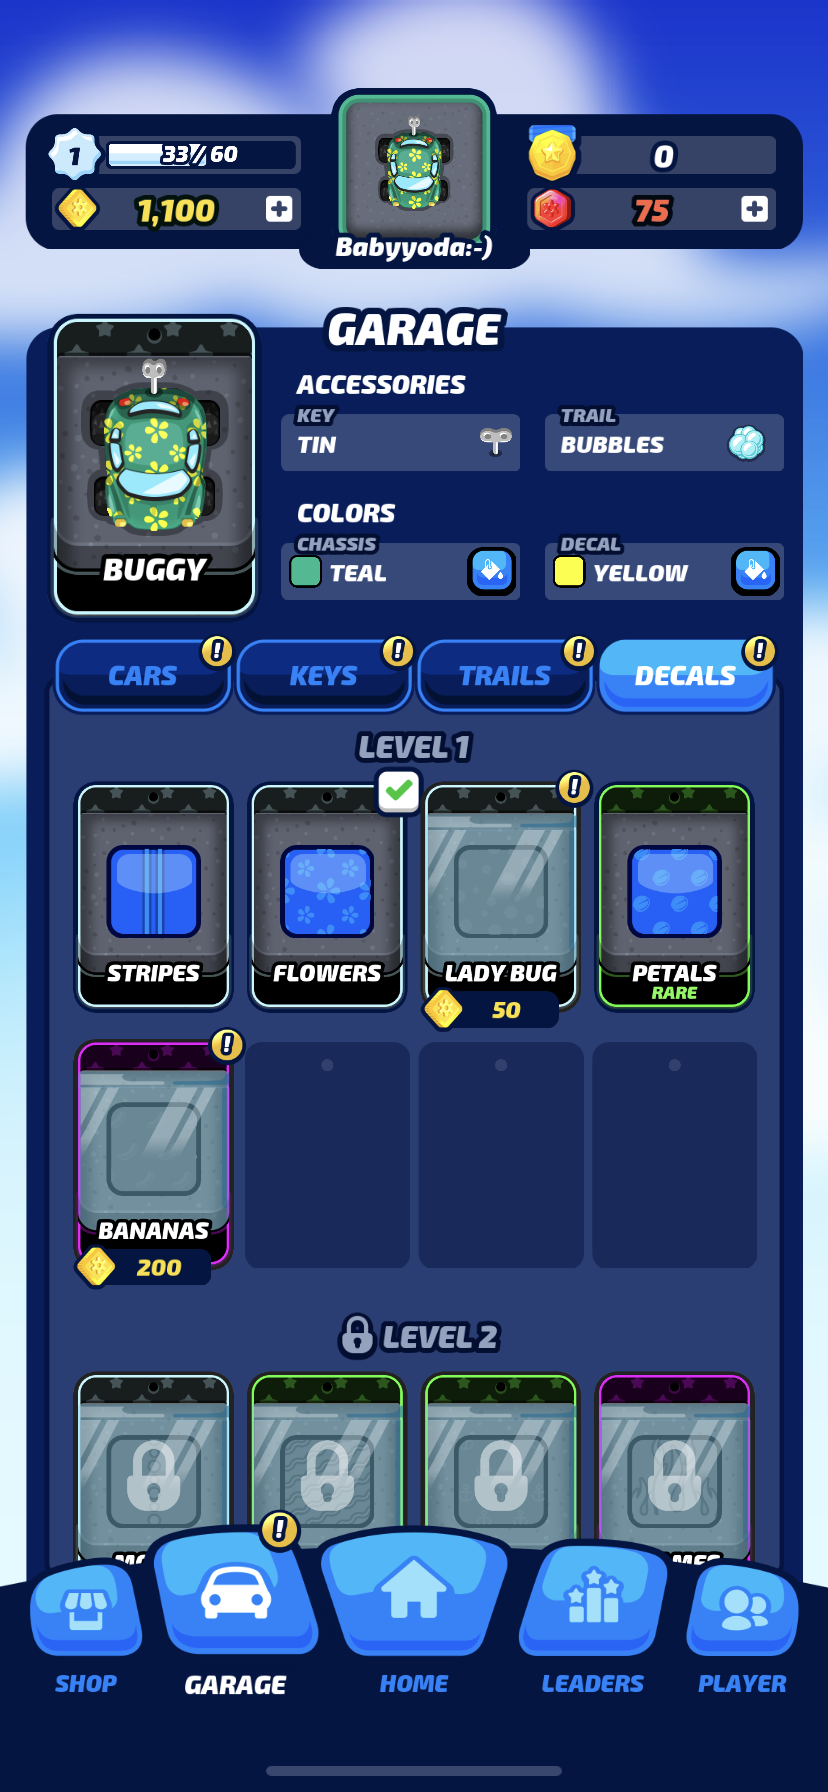 1 33/60
1,100
Babyyoda:-)
0
75
GARAGE
BUGGY
ACCESSORIES
KEY TRAIL
TIN BUBBLES
COLORS
CHASSIS DECAL
TEAL YELLOW
CARS ! KEYS ! TRAILS ! DECALS !
LEVEL 1
!
STRIPES FLOWERS LADY BUG PETALS
RARE
50
!
BANANAS
200
LEVEL 2
!
SHOP GARAGE HOME LEADERS PLAYER